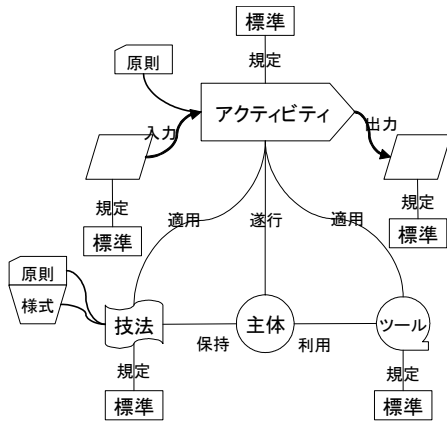 標準
規定
原則
アクティビティ
入力
出力
規定
標準
規定
標準
適用
遂行
適用
原則
様式
技法
主体
ツール
保持
利用
規定
標準
規定
標準